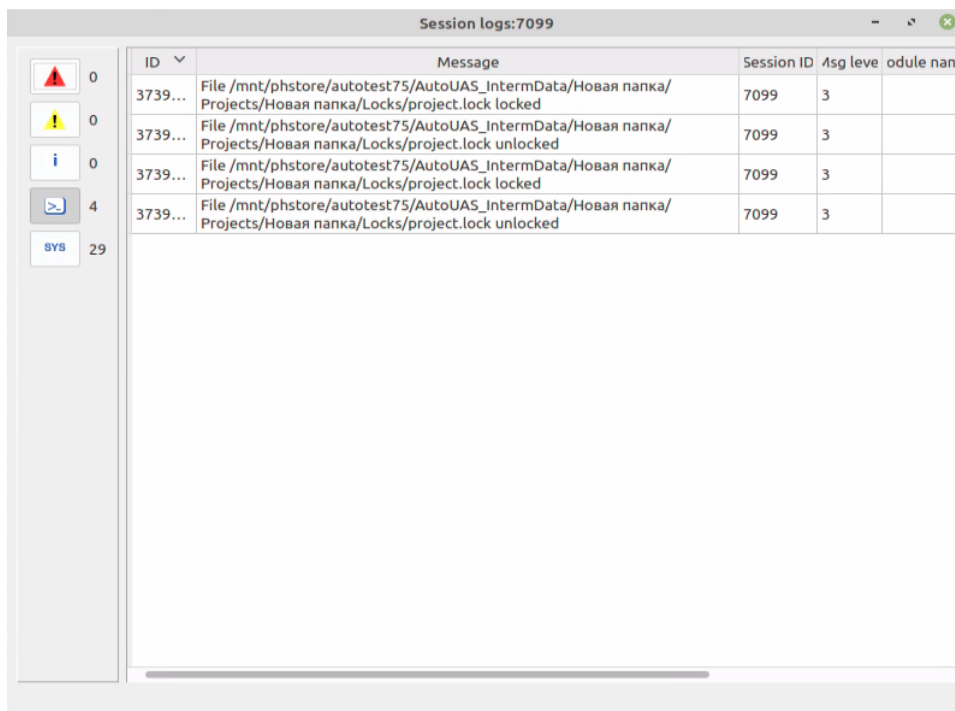 Session logs:7099
0
0
0
4
SYS 29
ID Message Session ID Msg leve odule nam
3739... File /mnt/phstore/autotest75/AutoUAS_IntermData/Новая папка/
Projects/Новая папка/Locks/project.lock locked 7099 3
3739... File /mnt/phstore/autotest75/AutoUAS_IntermData/Новая папка/
Projects/Новая папка/Locks/project.lock unlocked 7099 3
3739... File /mnt/phstore/autotest75/AutoUAS_IntermData/Новая папка/
Projects/Новая папка/Locks/project.lock locked 7099 3
3739... File /mnt/phstore/autotest75/AutoUAS_IntermData/Новая папка/
Projects/Новая папка/Locks/project.lock unlocked 7099 3